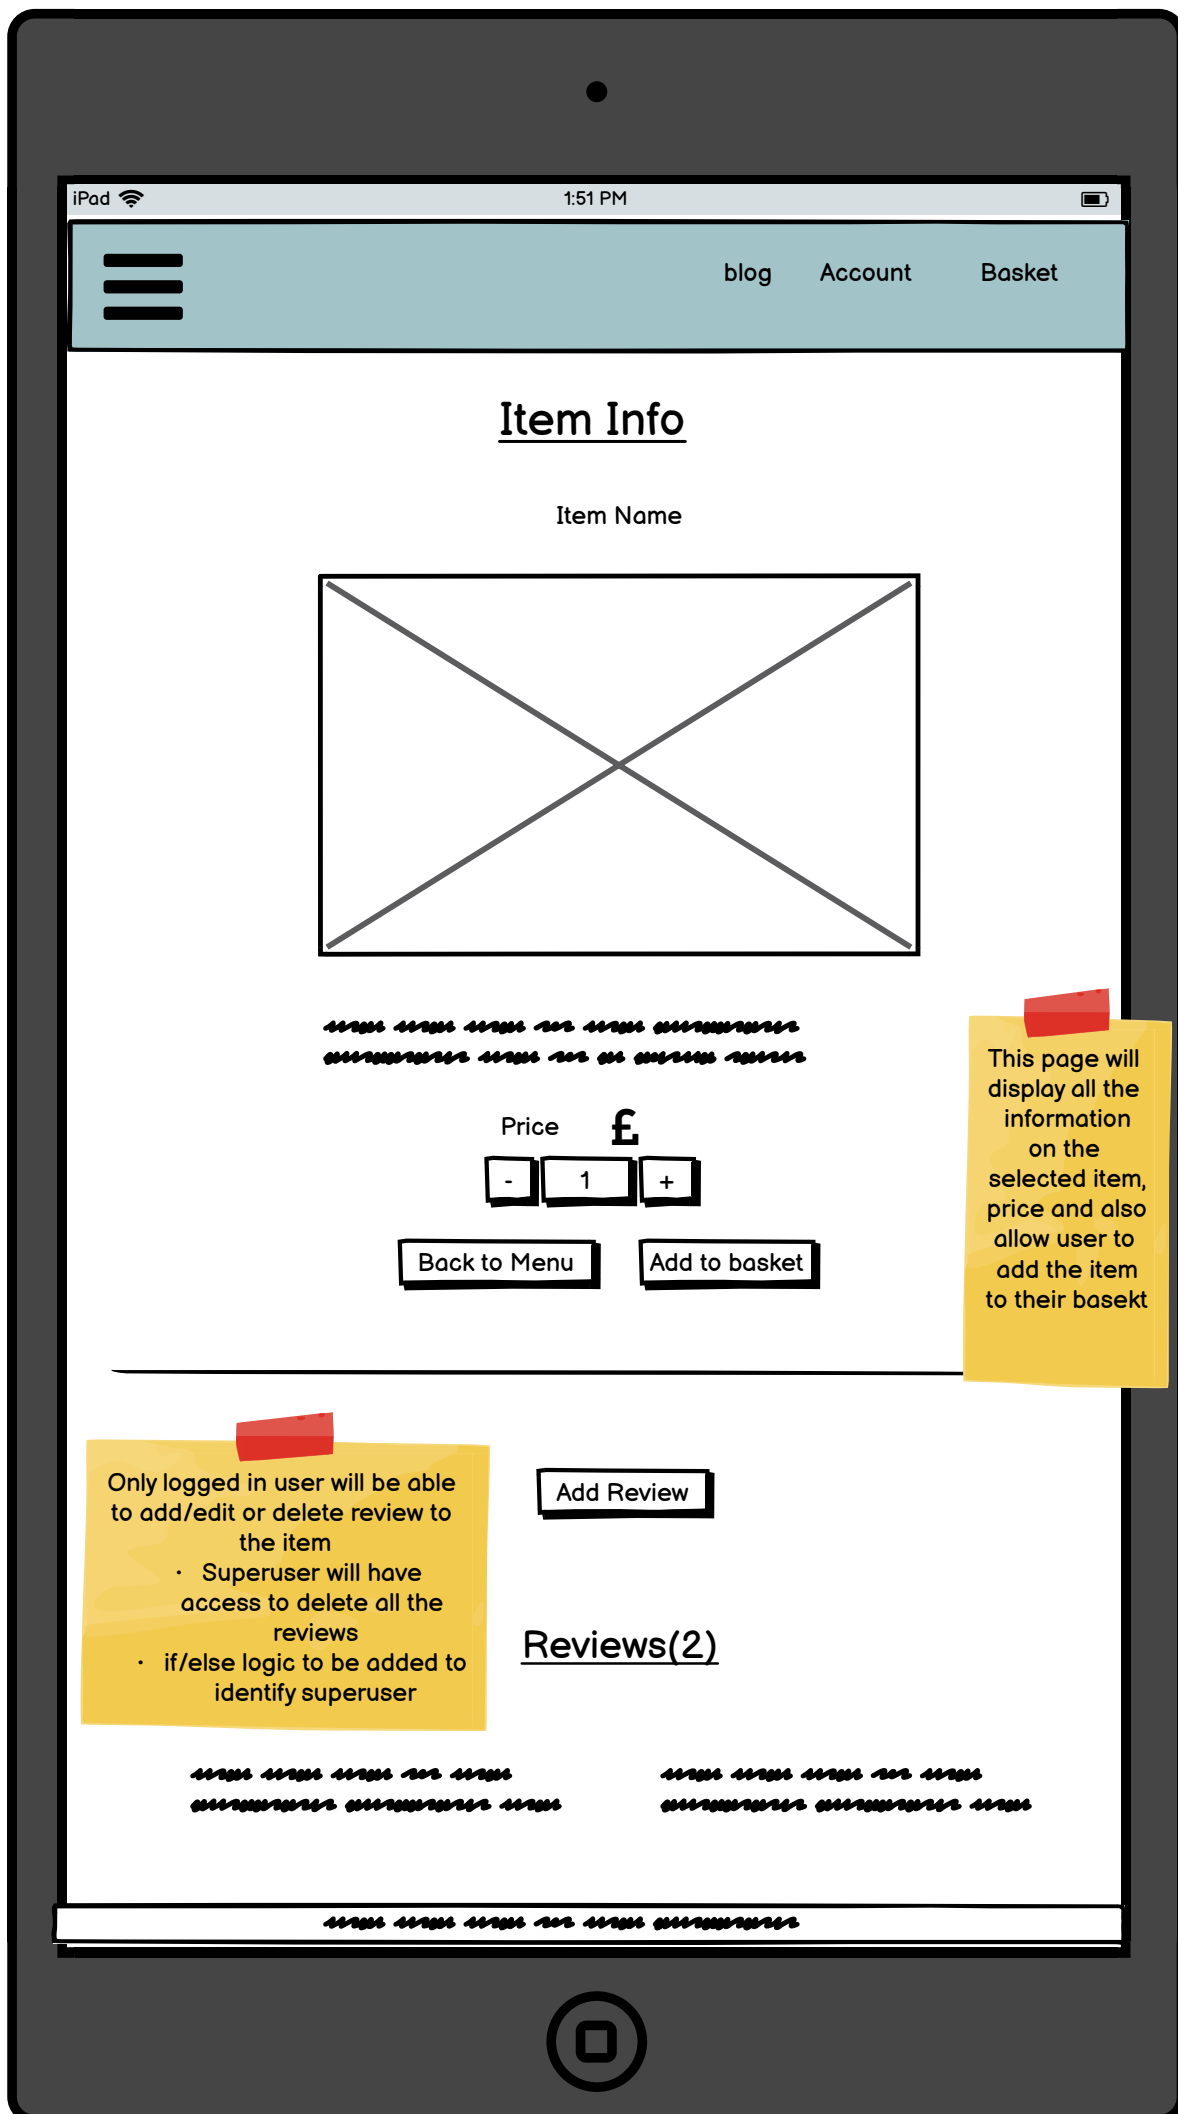 iPad
1:51 PM
blog Account Basket
Item Info
Item Name
Price £
- 1 +
Back to Menu Add to basket
This page will
display all the
information
on the
selected item,
price and also
allow user to
add the item
to their basekt
Only logged in user will be able
to add/edit or delete review to
the item
· Superuser will have
access to delete all the
reviews
· if/else logic to be added to
identify superuser
Add Review
Reviews(2)